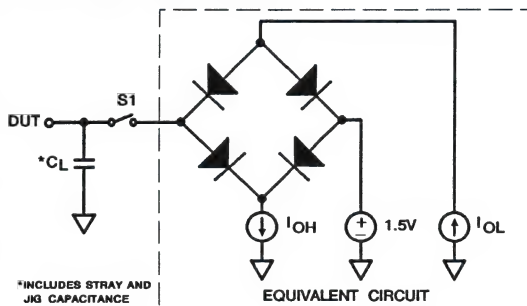 S1
DUT
*CL
IOH
+
−
1.5V
IOL
*INCLUDES STRAY AND
JIG CAPACITANCE
EQUIVALENT CIRCUIT